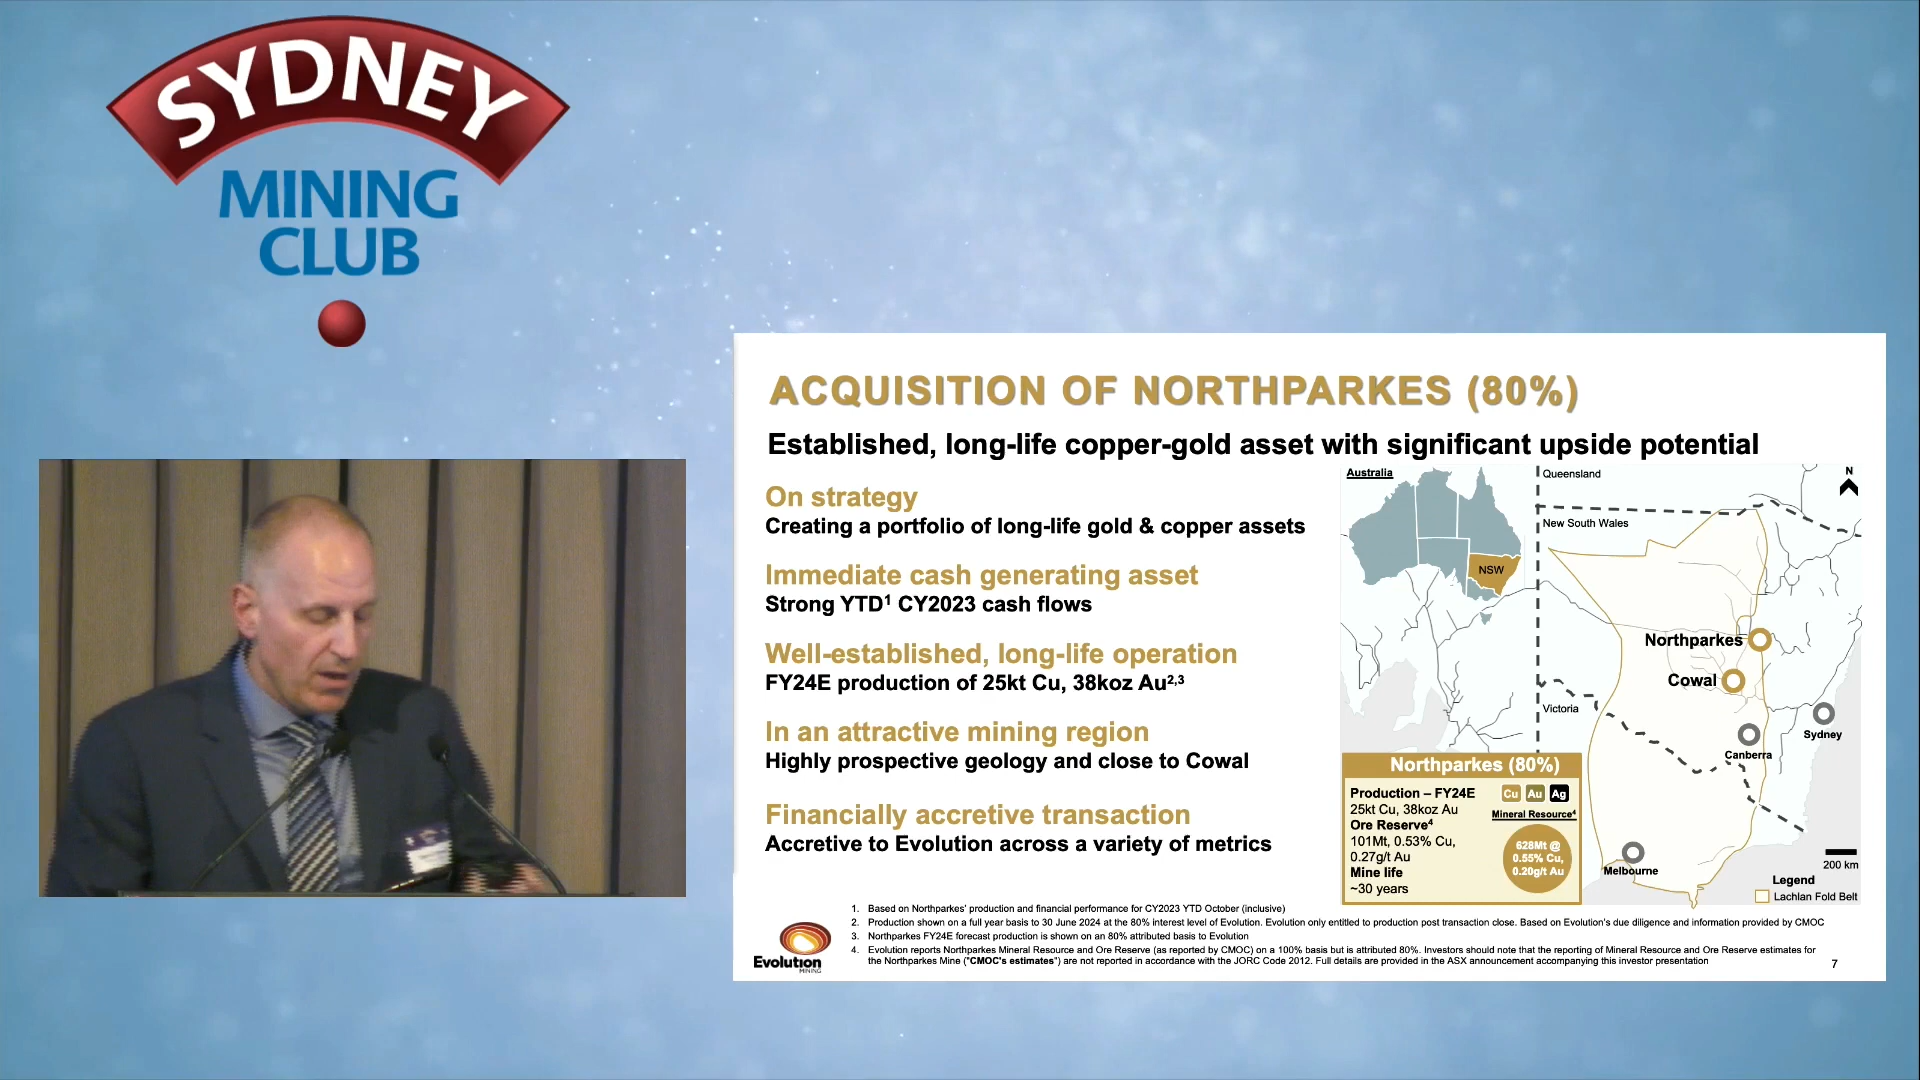 SYDNEY
MINING
CLUB
ACQUISITION OF NORTHPARKES (80%)
Established, long-life copper-gold asset with significant upside potential
On strategy
Creating a portfolio of long-life gold & copper assets
Immediate cash generating asset
Strong YTD¹ CY2023 cash flows
Well-established, long-life operation
FY24E production of 25kt Cu, 38koz Au²,³
In an attractive mining region
Highly prospective geology and close to Cowal
Financially accretive transaction
Accretive to Evolution across a variety of metrics
Australia
NSW
Queensland
New South Wales
N
Northparkes
Cowal
Victoria
Sydney
Canberra
Melbourne
200 km
Legend
Lachlan Fold Belt
Northparkes (80%)
Production – FY24E
25kt Cu, 38koz Au
Ore Reserve⁴
101Mt, 0.53% Cu,
0.27g/t Au
Mine life
~30 years
Cu Au Ag
Mineral Resource⁴
628Mt @
0.55% Cu,
0.20g/t Au
1. Based on Northparkes' production and financial performance for CY2023 YTD October (inclusive)
2. Production shown on a full year basis to 30 June 2024 at the 80% interest level of Evolution. Evolution only entitled to production post transaction close. Based on Evolution's due diligence and information provided by CMOC
3. Northparkes FY24E forecast production is shown on an 80% attributed basis to Evolution
4. Evolution reports Northparkes Mineral Resource and Ore Reserve (as reported by CMOC) on a 100% basis but is attributed 80%. Investors should note that the reporting of Mineral Resource and Ore Reserve estimates for
the Northparkes Mine ("CMOC's estimates") are not reported in accordance with the JORC Code 2012. Full details are provided in the ASX announcement accompanying this investor presentation
Evolution
MINING
7